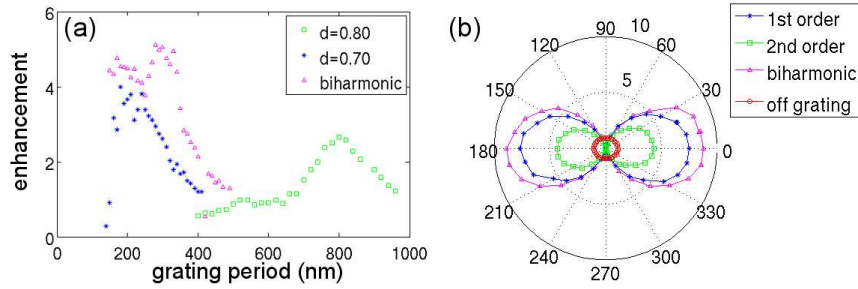 (a)
d=0.80
d=0.70
biharmonic
enhancement
6
4
2
0
0 200 400 600 800 1000
grating period (nm)
(b)
1st order
2nd order
biharmonic
off grating
90 10
120 60
5
150 30
180 0
210 330
240 300
270